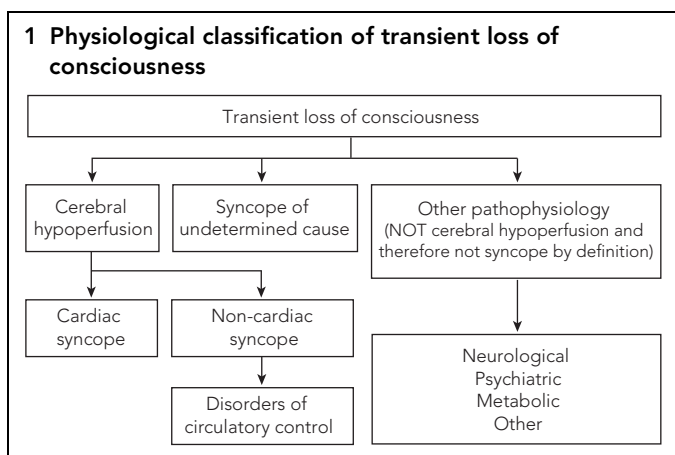 1 Physiological classification of transient loss of
consciousness
Transient loss of consciousness
Cerebral
hypoperfusion
Syncope of
undetermined cause
Other pathophysiology
(NOT cerebral hypoperfusion and
therefore not syncope by definition)
Cardiac
syncope
Non-cardiac
syncope
Disorders of
circulatory control
Neurological
Psychiatric
Metabolic
Other